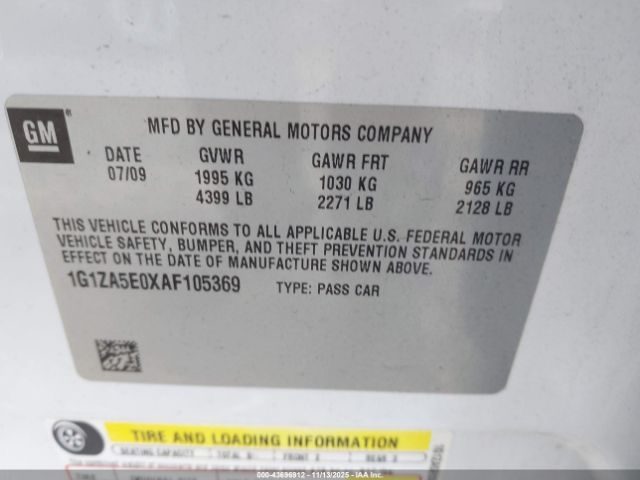 GM
MFD BY GENERAL MOTORS COMPANY
DATE GVWR GAWR FRT GAWR RR
07/09 1995 KG 1030 KG 965 KG
4399 LB 2271 LB 2128 LB
THIS VEHICLE CONFORMS TO ALL APPLICABLE U.S. FEDERAL MOTOR
VEHICLE SAFETY, BUMPER, AND THEFT PREVENTION STANDARDS IN
EFFECT ON THE DATE OF MANUFACTURE SHOWN ABOVE.
1G1ZA5E0XAF105369 TYPE: PASS CAR
TIRE AND LOADING INFORMATION
SEATING CAPACITY
000-43696912 - 11/13/2025 - IAA Inc.